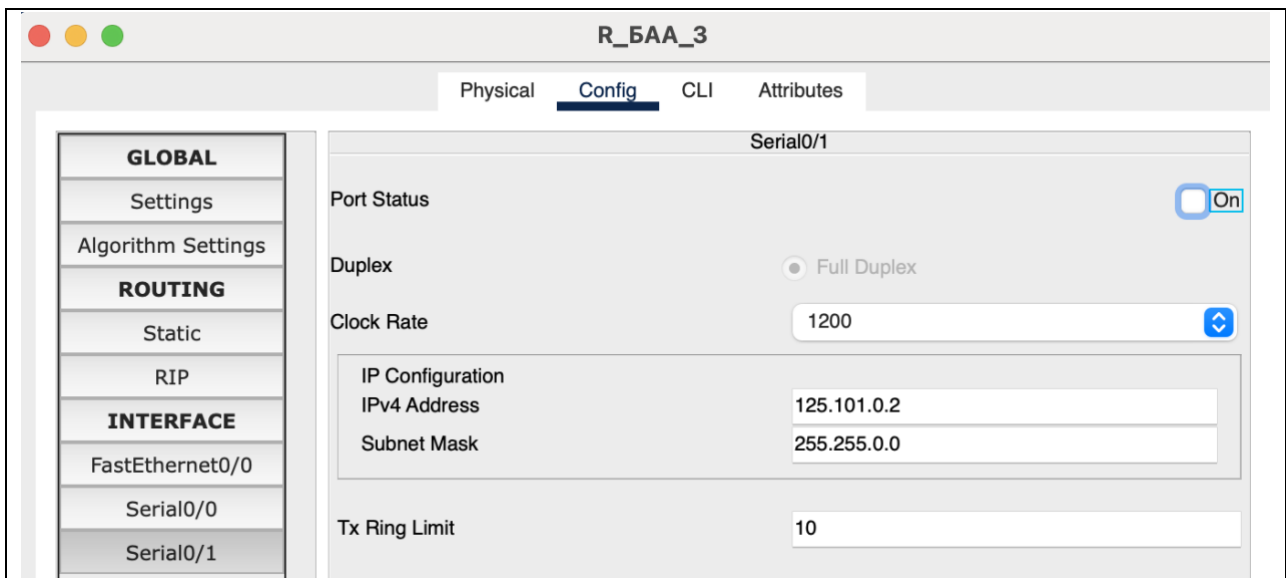 R_БАА_3
Physical Config CLI Attributes
GLOBAL
Settings
Algorithm Settings
ROUTING
Static
RIP
INTERFACE
FastEthernet0/0
Serial0/0
Serial0/1
Serial0/1
Port Status On
Duplex Full Duplex
Clock Rate 1200
IP Configuration
IPv4 Address 125.101.0.2
Subnet Mask 255.255.0.0
Tx Ring Limit 10